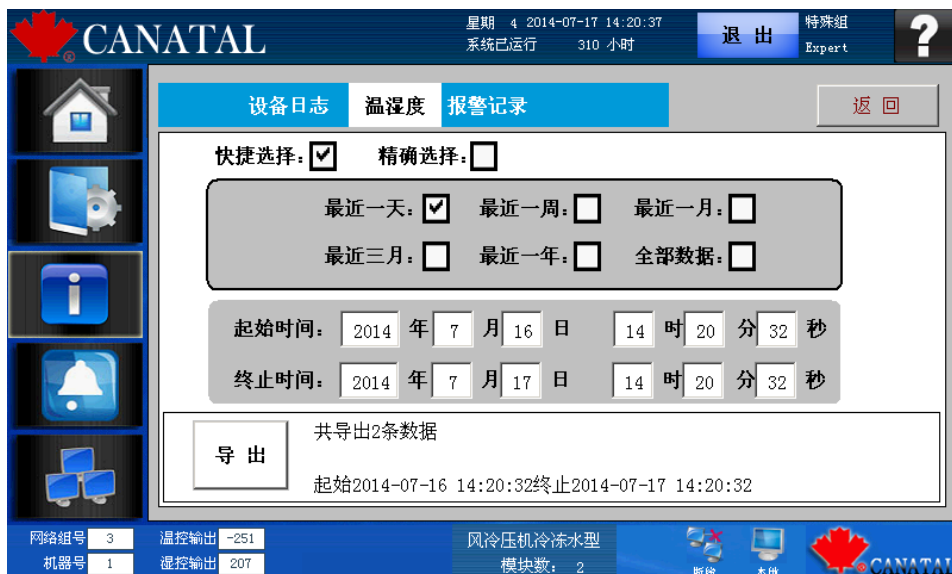 CANATAL
星期 4 2014-07-17 14:20:37
系统已运行 310 小时
退 出
特殊组
Expert
?
设备日志 温湿度 报警记录
返 回
快捷选择: 精确选择:
最近一天: 最近一周: 最近一月:
最近三月: 最近一年: 全部数据:
起始时间: 2014 年 7 月 16 日 14 时 20 分 32 秒
终止时间: 2014 年 7 月 17 日 14 时 20 分 32 秒
导 出
共导出2条数据
起始2014-07-16 14:20:32终止2014-07-17 14:20:32
网络组号 3 温控输出 -251
机器号 1 湿控输出 207
风冷压机冷冻水型
模块数: 2
CANATA